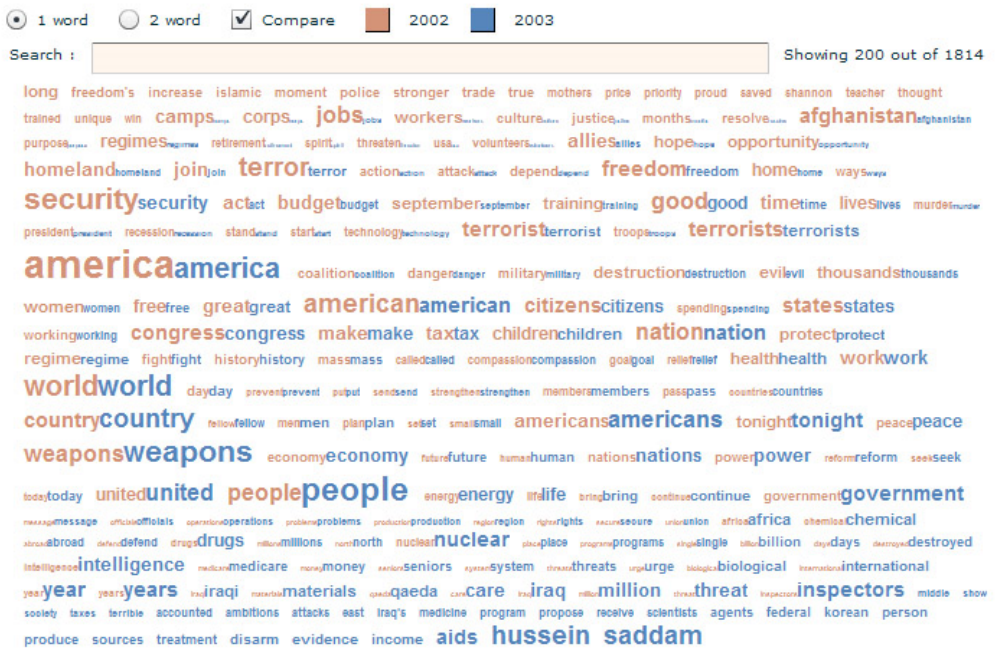 1 word 2 word Compare 2002 2003
Search : Showing 200 out of 1814
long freedom's increase islamic moment police stronger trade true mothers price priority proud saved shannon teacher thought
trained unique win camps corps jobs jobs workers culture justice months resolve afghanistan afghanistan
purpose regimes regimes retirement spirit threaten usa volunteers allies allies hope hope opportunity opportunity
homeland homeland join join terror terror action action attack attack depend depend freedom freedom home home ways ways
security security act act budget budget september september training training good good time time lives lives murder murder
president president recession recession stand stand start start technology technology terrorist terrorist troops troops terrorists terrorists
america america coalition coalition danger danger military military destruction destruction evil evil thousands thousands
women women free free great great american american citizens citizens spending spending states states
working working congress congress make make tax tax children children nation nation protect protect
regime regime fight fight history history mass mass called called compassion compassion goal goal relief relief health health work work
world world day day prevent prevent put put send send strengthen strengthen members members pass pass countries countries
country country fellow fellow men men plan plan set set small small americans americans tonight tonight peace peace
weapons weapons economy economy future future human human nations nations power power reform reform seek seek
today today united united people people energy energy life life bring bring continue continue government government
message message officials officials operations operations problems problems production production region region rights rights secure secure union union africa africa chemical chemical
abroad abroad defend defend drugs drugs millions millions north north nuclear nuclear place place programs programs single single billion billion days days destroyed destroyed
intelligence intelligence medicare medicare money money seniors seniors system system threats threats urge urge biological biological international international
year year years years iraqi iraqi materials materials qaeda qaeda care care iraq iraq million million threat threat inspectors inspectors middle show
society taxes terrible accounted ambitions attacks east iraq's medicine program propose receive scientists agents federal korean person
produce sources treatment disarm evidence income aids hussein saddam